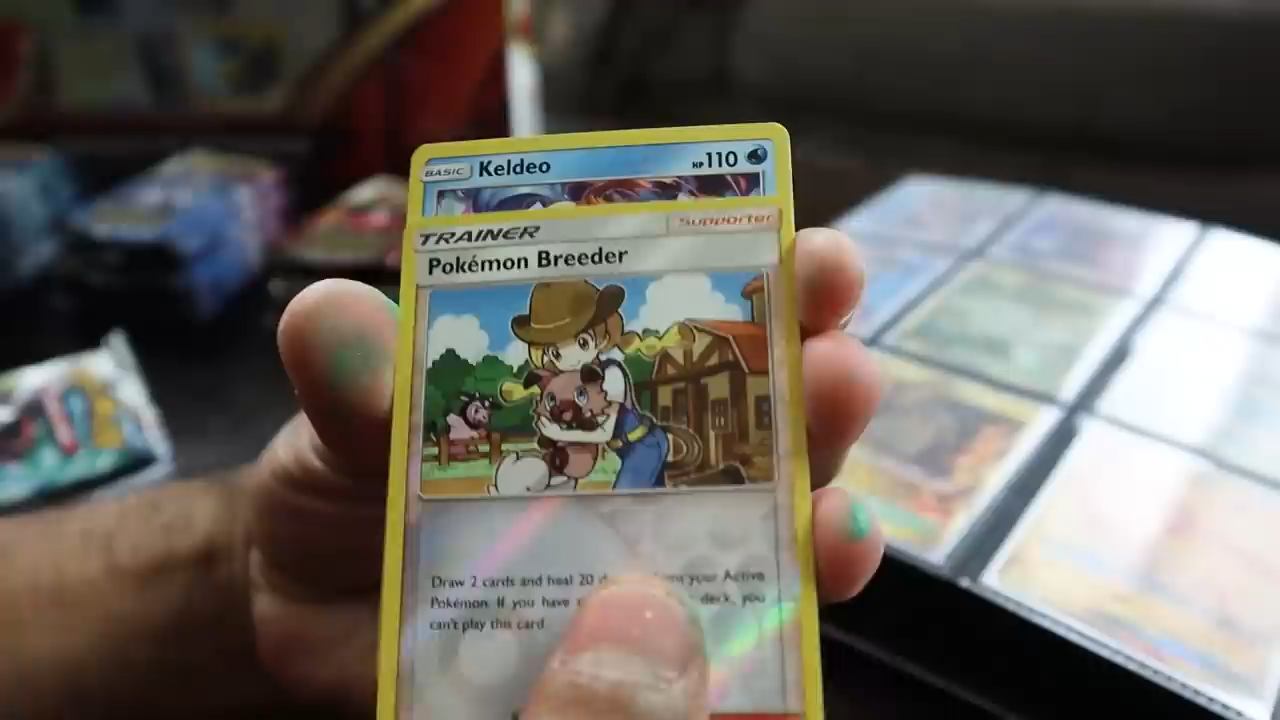 BASIC Keldeo HP110
TRAINER Supporter
Pokémon Breeder
Draw 2 cards and heal 20 your Active
Pokémon. If you have deck, you
can't play this card